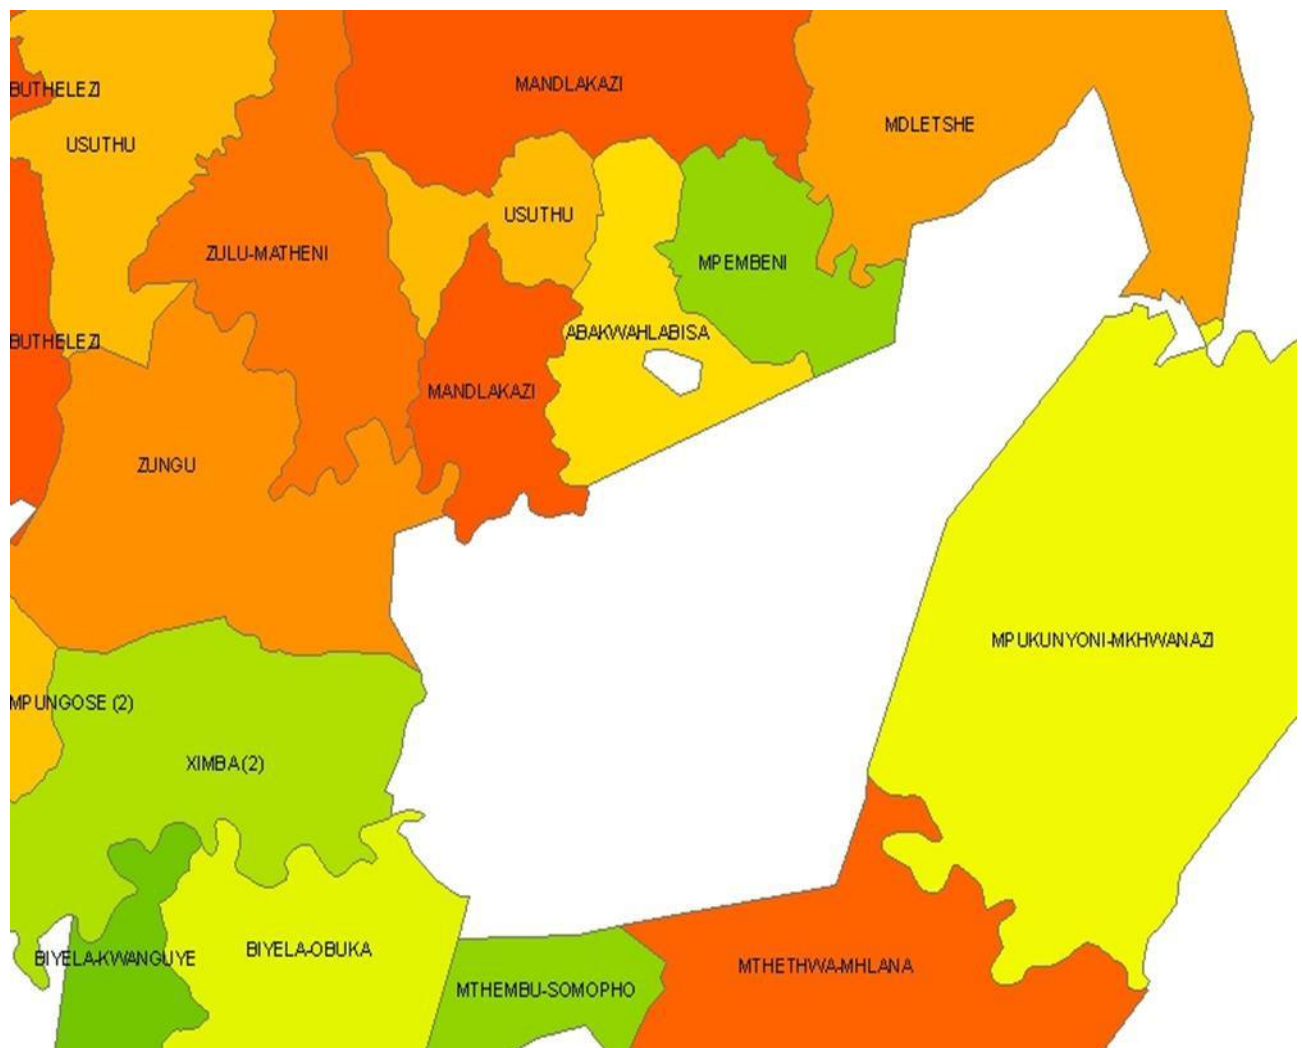 MANDLAKAZI
BUTHELEZI
MDLETSHE
USUTHU
USUTHU
ZULU-MATHENI
MPEMBENI
ABAKWAHLABISA
BUTHELEZI
MANDLAKAZI
ZUNGU
MPUKUNYONI-MKHWANAZI
MPUNGOSE (2)
XIMBA(2)
BIYELA-OBUKA
BIYELA-KWANGUYE
MTHETHWA-MHLANA
MTHEMBU-SOMOPHO